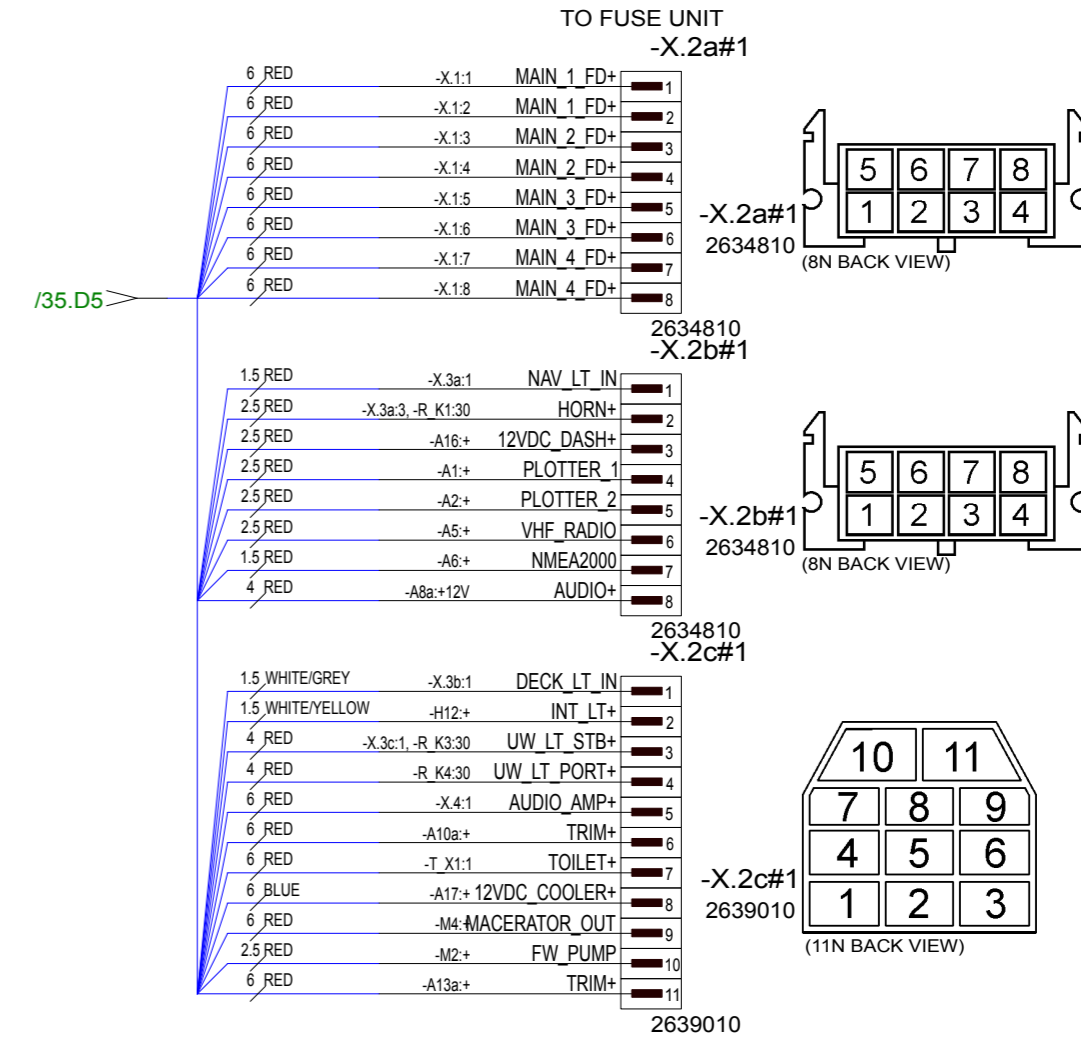 TO FUSE UNIT
-X.2a#1
6 RED -X.1:1 MAIN_1_FD+ 1
6 RED -X.1:2 MAIN_1_FD+ 2
6 RED -X.1:3 MAIN_2_FD+ 3
6 RED -X.1:4 MAIN_2_FD+ 4
6 RED -X.1:5 MAIN_3_FD+ 5
6 RED -X.1:6 MAIN_3_FD+ 6
6 RED -X.1:7 MAIN_4_FD+ 7
6 RED -X.1:8 MAIN_4_FD+ 8
/35.D5
2634810
5 6 7 8
1 2 3 4
-X.2a#1
2634810
(8N BACK VIEW)
-X.2b#1
1.5 RED -X.3a:1 NAV_LT_IN 1
2.5 RED -X.3a:3, -R_K1:30 HORN+ 2
2.5 RED -A16:+ 12VDC_DASH+ 3
2.5 RED -A1:+ PLOTTER_1 4
2.5 RED -A2:+ PLOTTER_2 5
2.5 RED -A5:+ VHF_RADIO 6
1.5 RED -A6:+ NMEA2000 7
4 RED -A8a:+12V AUDIO+ 8
2634810
5 6 7 8
1 2 3 4
-X.2b#1
2634810
(8N BACK VIEW)
-X.2c#1
1.5 WHITE/GREY -X.3b:1 DECK_LT_IN 1
1.5 WHITE/YELLOW -H12:+ INT_LT+ 2
4 RED -X.3c:1, -R_K3:30 UW_LT_STB+ 3
4 RED -R_K4:30 UW_LT_PORT+ 4
6 RED -X.4:1 AUDIO_AMP+ 5
6 RED -A10a:+ TRIM+ 6
6 RED -T_X1:1 TOILET+ 7
6 BLUE -A17:+ 12VDC_COOLER+ 8
6 RED -M4:+ MACERATOR_OUT 9
2.5 RED -M2:+ FW_PUMP 10
6 RED -A13a:+ TRIM+ 11
2639010
10 11
7 8 9
4 5 6
1 2 3
-X.2c#1
2639010
(11N BACK VIEW)